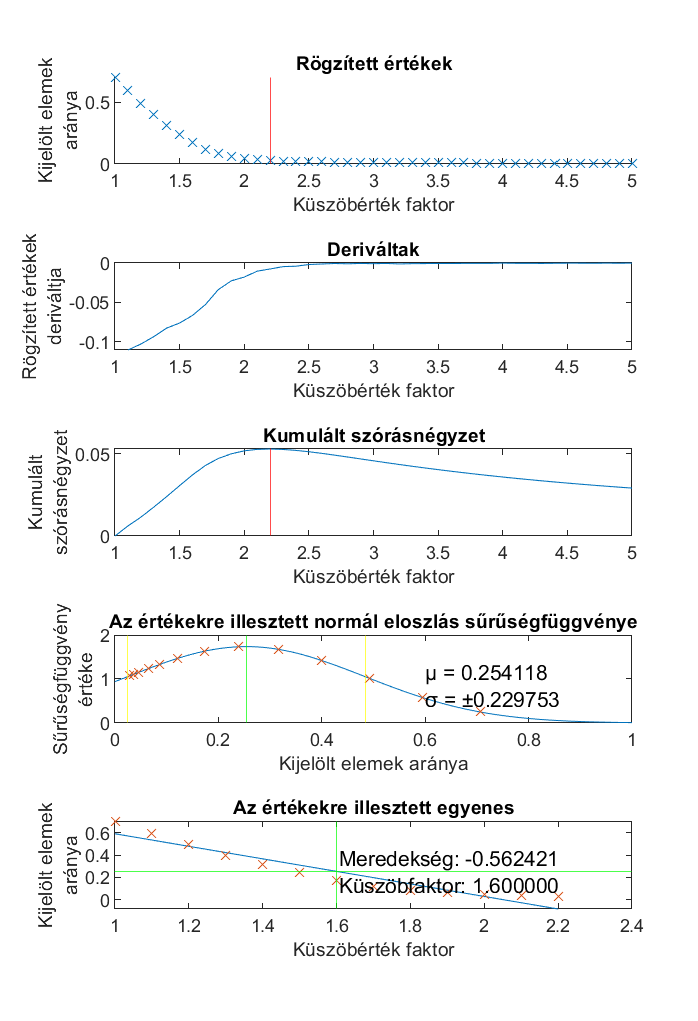 Rögzített értékek
Kijelölt elemek
aránya
0.5
0
1 1.5 2 2.5 3 3.5 4 4.5 5
Küszöbérték faktor
Deriváltak
Rögzített értékek
deriváltja
0
-0.05
-0.1
1 1.5 2 2.5 3 3.5 4 4.5 5
Küszöbérték faktor
Kumulált szórásnégyzet
Kumulált
szórásnégyzet
0.05
0
1 1.5 2 2.5 3 3.5 4 4.5 5
Küszöbérték faktor
Az értékekre illesztett normál eloszlás sűrűségfüggvénye
Sűrűségfüggvény
értéke
2
1
0
μ = 0.254118
σ = ±0.229753
0 0.2 0.4 0.6 0.8 1
Kijelölt elemek aránya
Az értékekre illesztett egyenes
Kijelölt elemek
aránya
0.6
0.4
0.2
0
Meredekség: -0.562421
Küszöbfaktor: 1.600000
1 1.2 1.4 1.6 1.8 2 2.2 2.4
Küszöbérték faktor